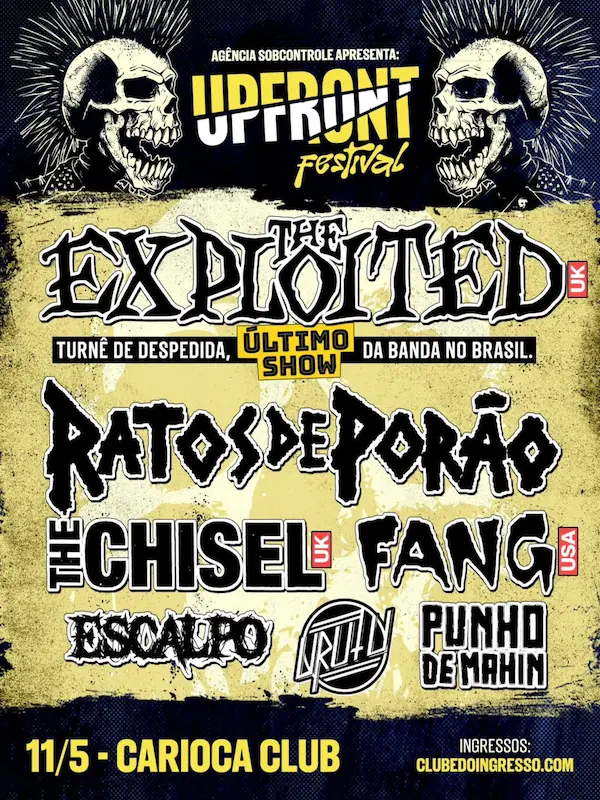 AGÊNCIA SOBCONTROLE APRESENTA:
UPFRONT
Festival
THE
EXPLOITED
UK
TURNÊ DE DESPEDIDA, ÚLTIMO SHOW DA BANDA NO BRASIL.
RATOS DE PORÃO
THE CHISEL UK
FANG USA
ESCALPO
PUNHO
DE MAHIN
11/5 - CARIOCA CLUB
INGRESSOS:
CLUBEDOINGRESSO.COM